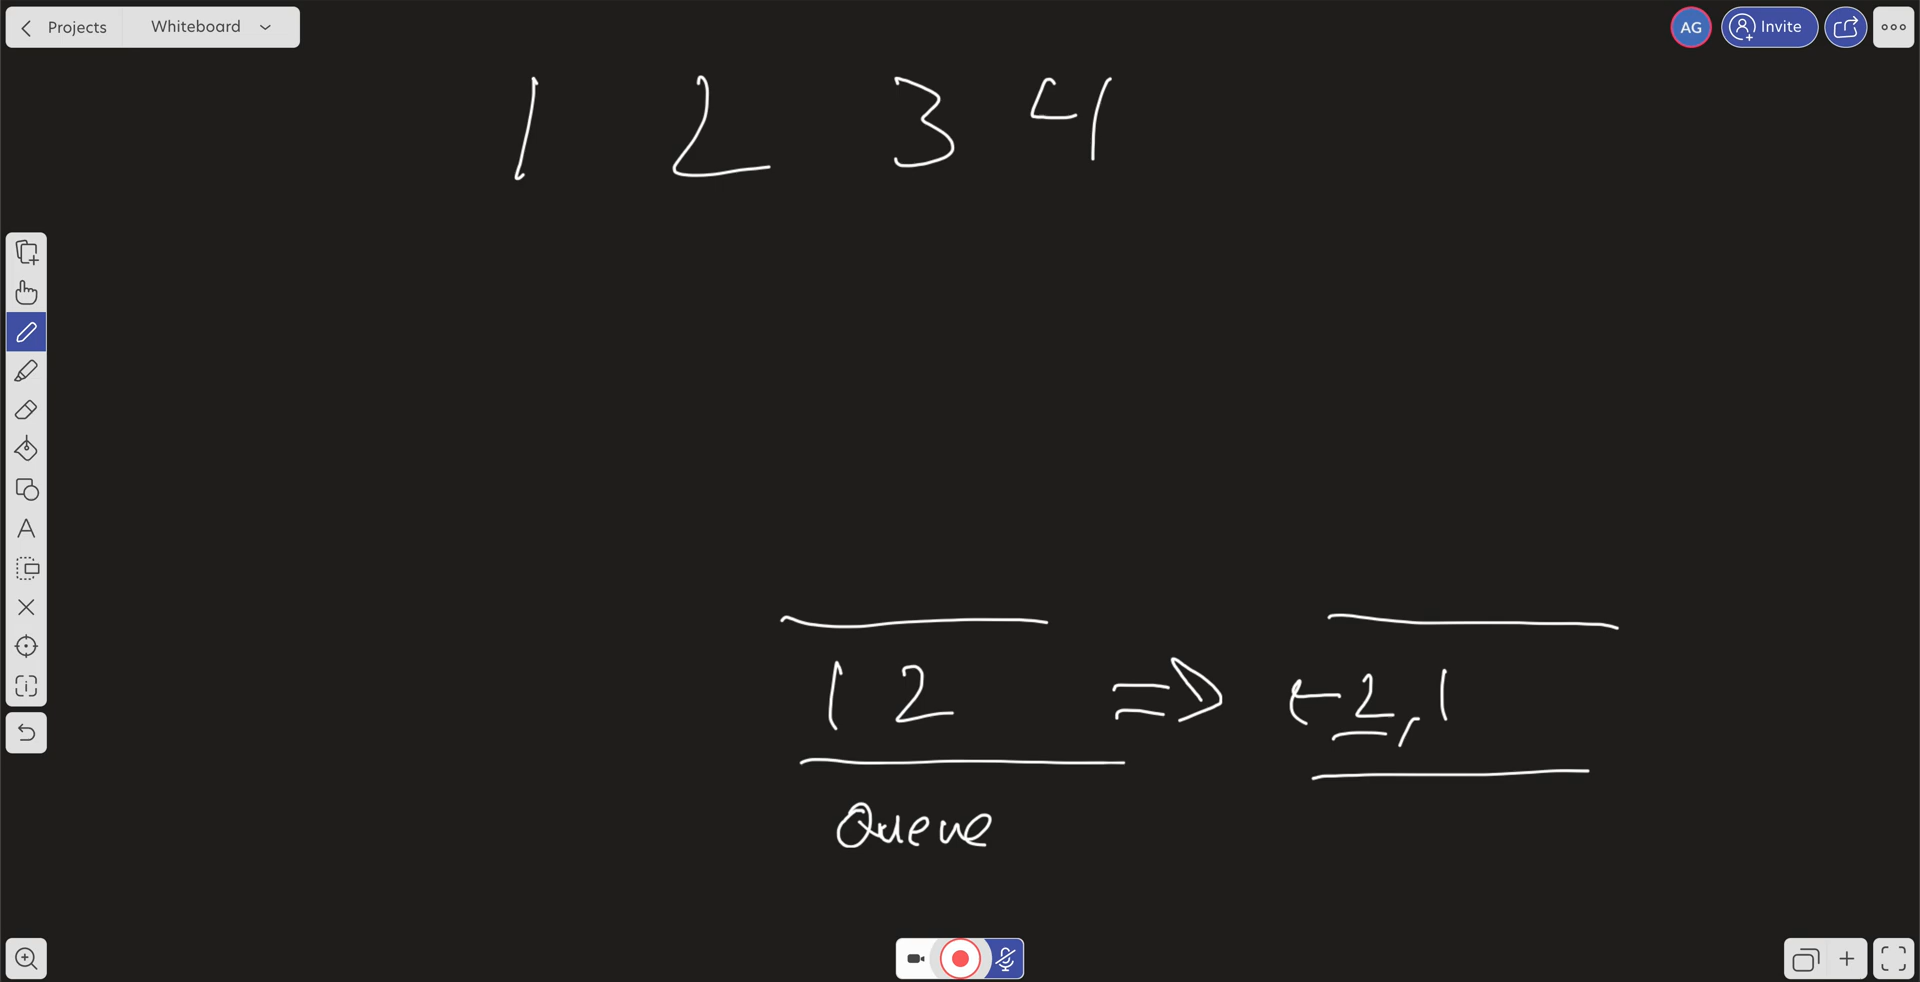 Projects Whiteboard AG Invite
1 2 3 4
1 2 => ←2, 1
Queue